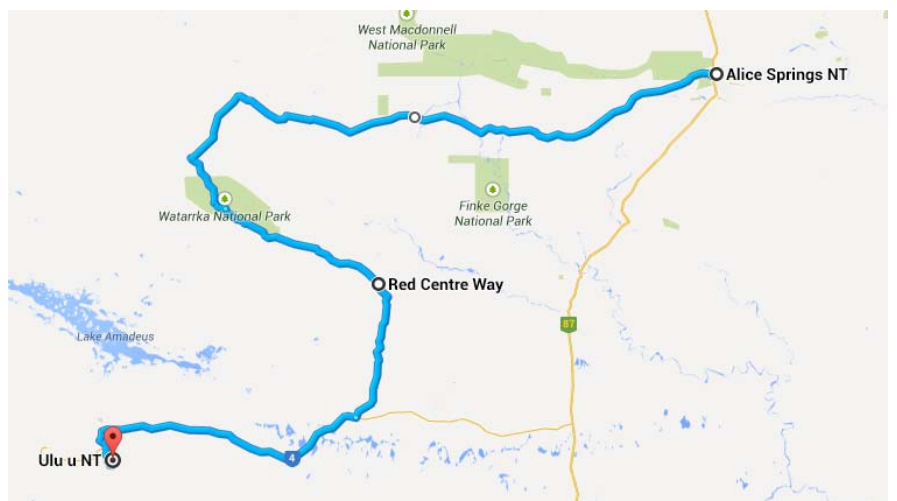 West Macdonnell
National Park
Alice Springs NT
Finke Gorge
National Park
Watarrka National Park
Red Centre Way
87
Lake Amadeus
4
Ulu u NT